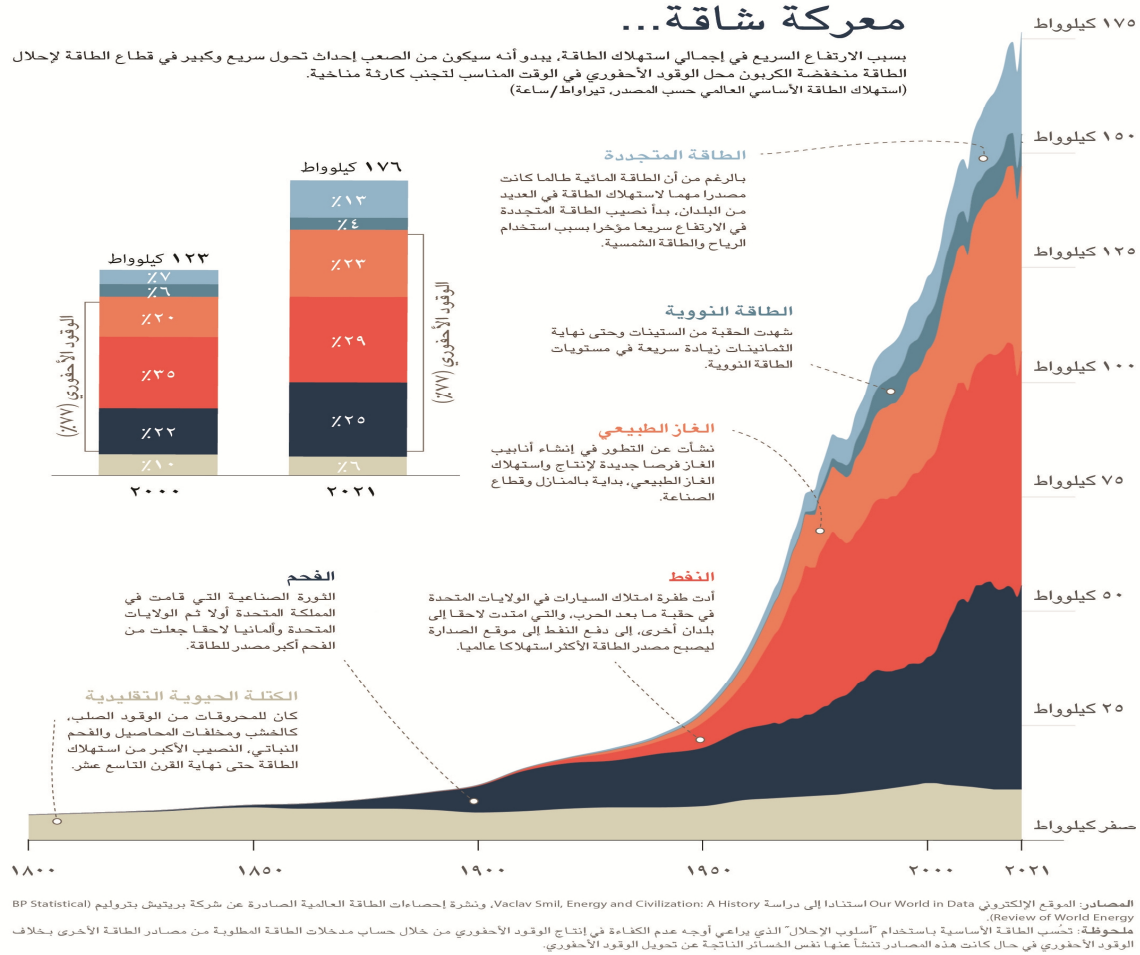 معركة شاقة...
بسبب الارتفاع السريع في إجمالي استهلاك الطاقة، يبدو أنه سيكون من الصعب إحداث تحول سريع وكبير في قطاع الطاقة لإحلال
الطاقة منخفضة الكربون محل الوقود الأحفوري في الوقت المناسب لتجنب كارثة مناخية.
(استهلاك الطاقة الأساسي العالمي حسب المصدر، تيراواط/ساعة)
١٧٥ كيلوواط
١٥٠ كيلوواط
١٢٥ كيلوواط
١٠٠ كيلوواط
٧٥ كيلوواط
٥٠ كيلوواط
٢٥ كيلوواط
صفر كيلوواط
الطاقة المتجددة
بالرغم من أن الطاقة المائية طالما كانت
مصدرا مهما لاستهلاك الطاقة في العديد
من البلدان، بدأ نصيب الطاقة المتجددة
في الارتفاع سريعا مؤخرا بسبب استخدام
الرياح والطاقة الشمسية.
الطاقة النووية
شهدت الحقبة من الستينات وحتى نهاية
الثمانينات زيادة سريعة في مستويات
الطاقة النووية.
الغاز الطبيعي
نشأت عن التطور في إنشاء أنابيب
الغاز فرصا جديدة لإنتاج واستهلاك
الغاز الطبيعي، بداية بالمنازل وقطاع
الصناعة.
النفط
أدت طفرة امتلاك السيارات في الولايات المتحدة
في حقبة ما بعد الحرب، والتي امتدت لاحقا إلى
بلدان أخرى، إلى دفع النفط إلى موقع الصدارة
ليصبح مصدر الطاقة الأكثر استهلاكا عالميا.
الفحم
الثورة الصناعية التي قامت في
المملكة المتحدة أولا ثم الولايات
المتحدة وألمانيا لاحقا جعلت من
الفحم أكبر مصدر للطاقة.
الكتلة الحيوية التقليدية
كان للمحروقات من الوقود الصلب،
كالخشب ومخلفات المحاصيل والفحم
النباتي، النصيب الأكبر من استهلاك
الطاقة حتى نهاية القرن التاسع عشر.
١٧٦ كيلوواط
٪١٣
٪٤
٪٢٣
٪٢٩
٪٢٥
٪٦
الوقود الأحفوري (٧٧٪)
٢٠٢١
١٢٣ كيلوواط
٪٧
٪٦
٪٢٠
٪٣٥
٪٢٢
٪١٠
الوقود الأحفوري (٧٧٪)
٢٠٠٠
١٨٠٠
١٨٥٠
١٩٠٠
١٩٥٠
٢٠٠٠
٢٠٢١
المصادر: الموقع الإلكتروني Our World in Data استنادا إلى دراسة Vaclav Smil, Energy and Civilization: A History، ونشرة إحصاءات الطاقة العالمية الصادرة عن شركة بريتيش بتروليم (BP Statistical
Review of World Energy).
ملحوظة: تحُسب الطاقة الأساسية باستخدام "أسلوب الإحلال" الذي يراعي أوجه عدم الكفاءة في إنتاج الوقود الأحفوري من خلال حساب مدخلات الطاقة المطلوبة من مصادر الطاقة الأخرى بخلاف
الوقود الأحفوري في حال كانت هذه المصادر تنشأ عنها نفس الخسائر الناتجة عن تحويل الوقود الأحفوري.